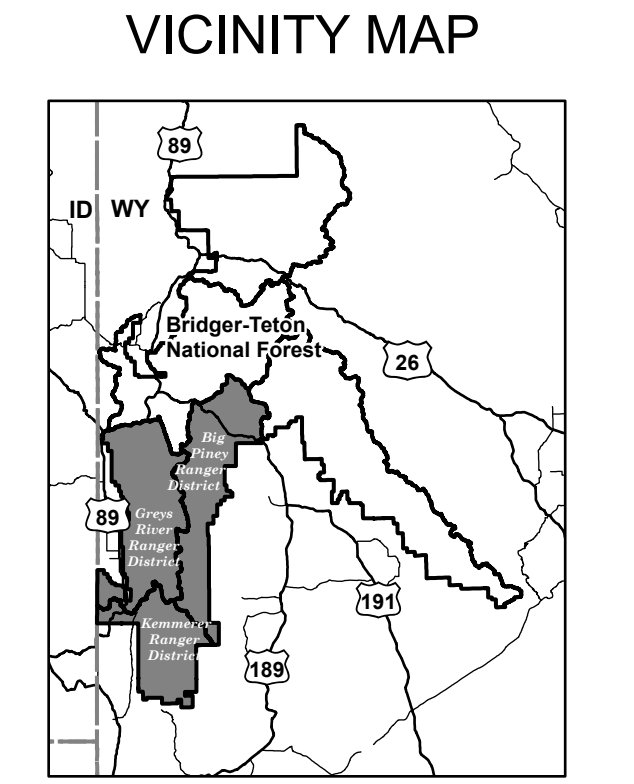 VICINITY MAP
89
ID WY
Bridger-Teton
National Forest
26
Big
Piney
Ranger
District
89
Greys
River
Ranger
District
191
Kemmerer
Ranger
District
189